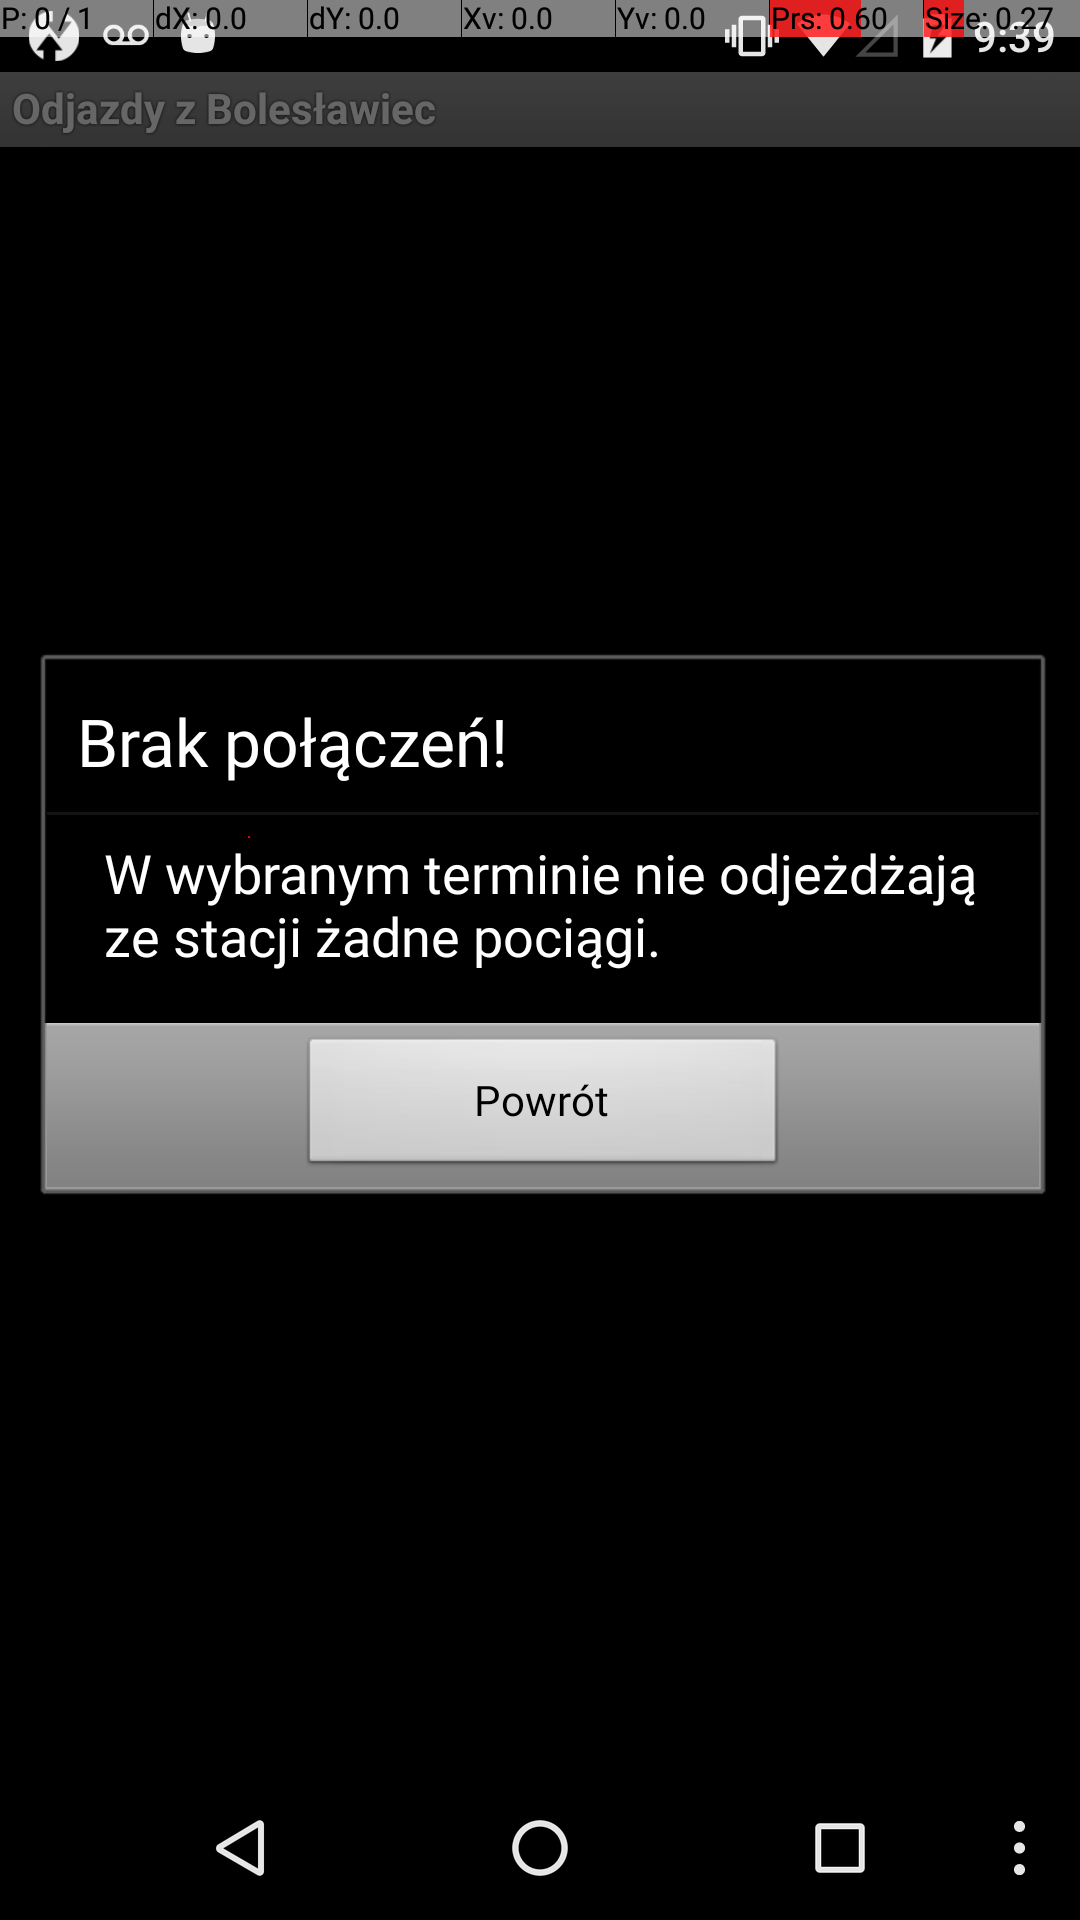 P: 0 / 1 dX: 0.0 dY: 0.0 Xv: 0.0 Yv: 0.0 Prs: 0.60 Size: 0.27
9:39
Odjazdy z Bolesławiec
Brak połączeń!
W wybranym terminie nie odjeżdżają
ze stacji żadne pociągi.
Powrót